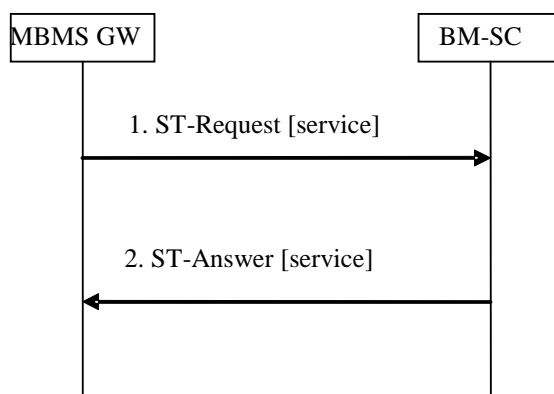 MBMS GW
BM-SC
1. ST-Request [service]
2. ST-Answer [service]